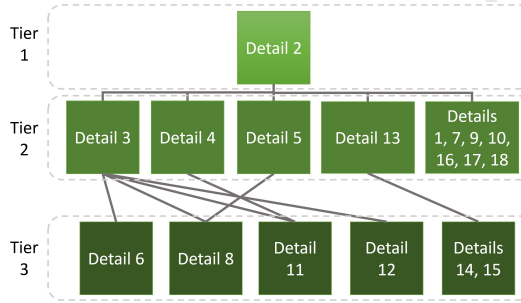 Tier
1
Detail 2
Tier
2
Detail 3
Detail 4
Detail 5
Detail 13
Details
1, 7, 9, 10,
16, 17, 18
Tier
3
Detail 6
Detail 8
Detail
11
Detail
12
Details
14, 15